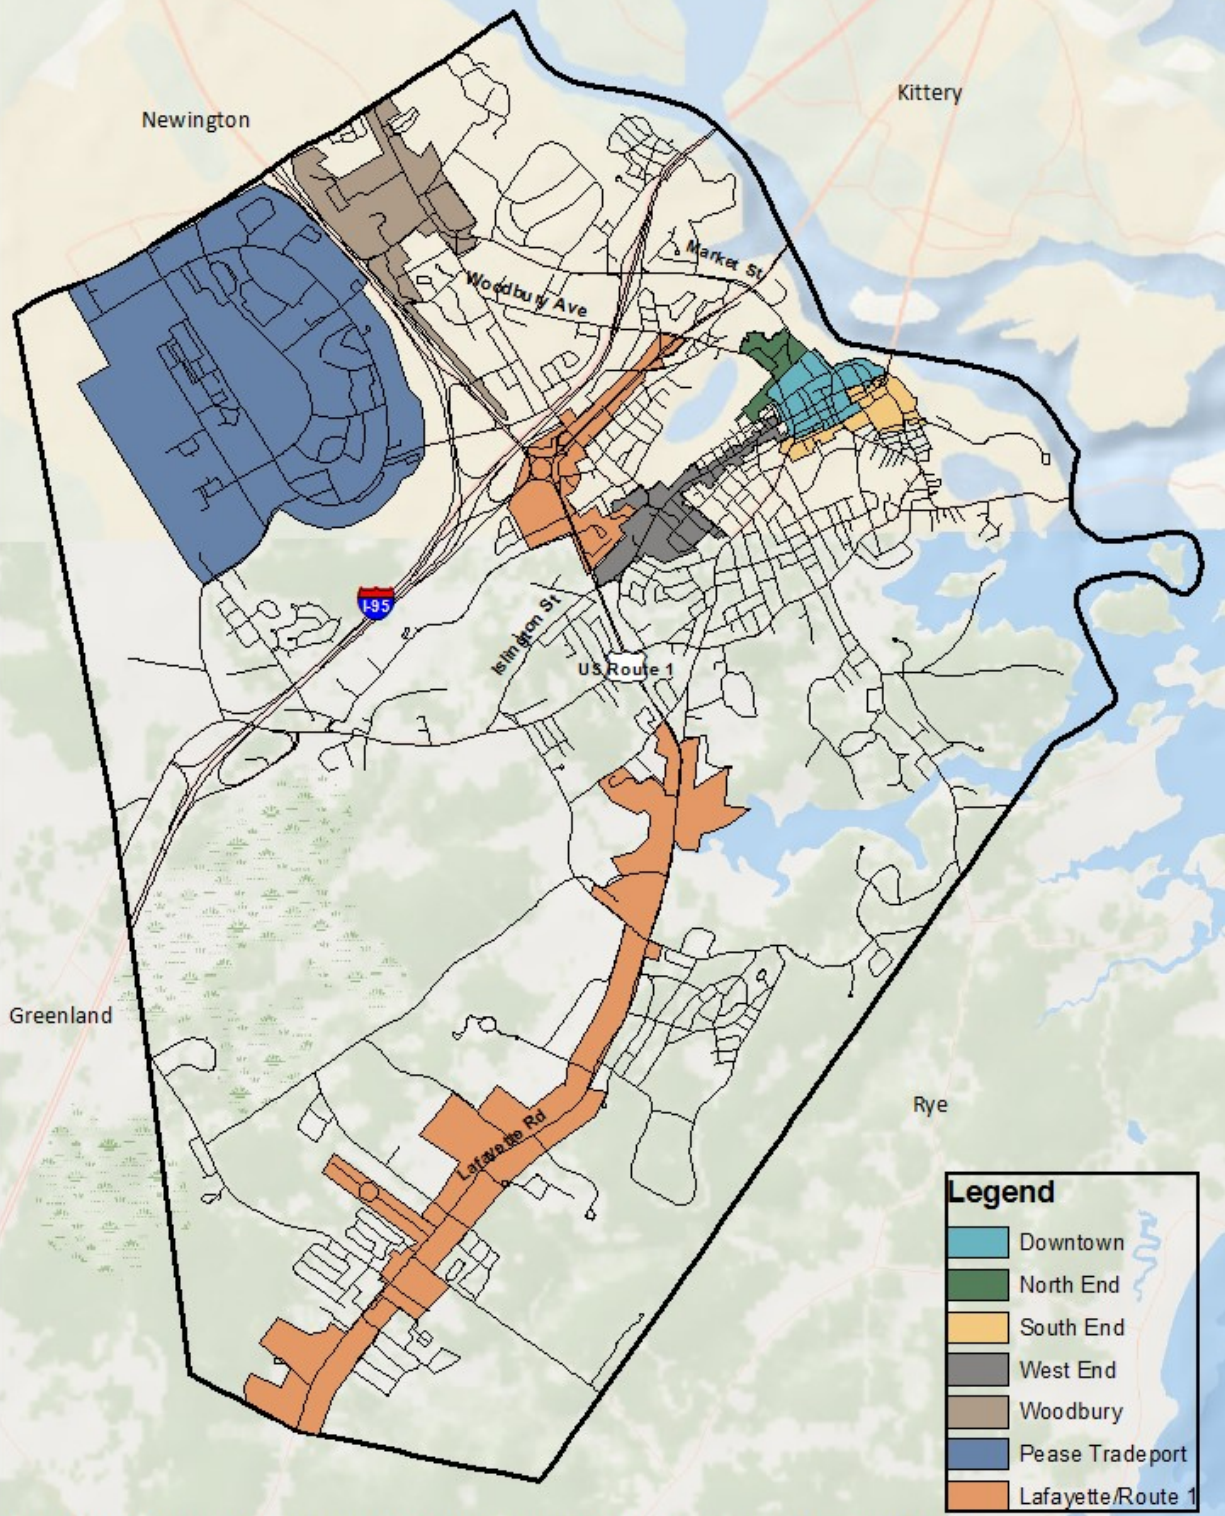 Kittery
Newington
Market St
Woodbury Ave
I-95
Islington St
US Route 1
Greenland
Rye
Lafayette Rd
Legend
Downtown
North End
South End
West End
Woodbury
Pease Tradeport
Lafayette/Route 1